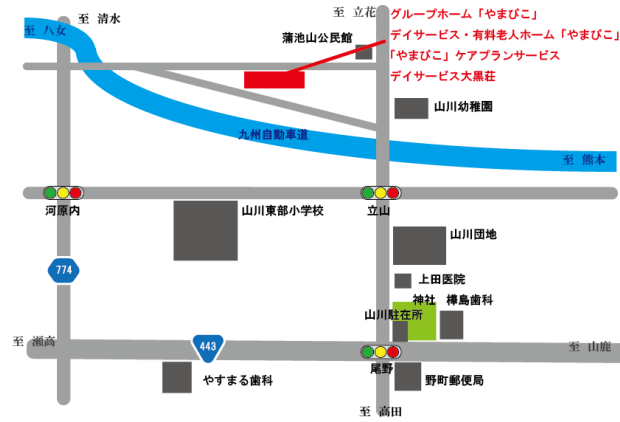 至 清水
至 立花
グループホーム「やまびこ」
至 八女
蒲池山公民館
デイサービス・有料老人ホーム「やまびこ」
「やまびこ」ケアプランサービス
デイサービス大黒荘
山川幼稚園
九州自動車道
至 熊本
河原内
山川東部小学校
立山
山川団地
774
上田医院
神社
樺島歯科
山川駐在所
至 瀬高
443
至 山鹿
尾野
やすまる歯科
野町郵便局
至 高田